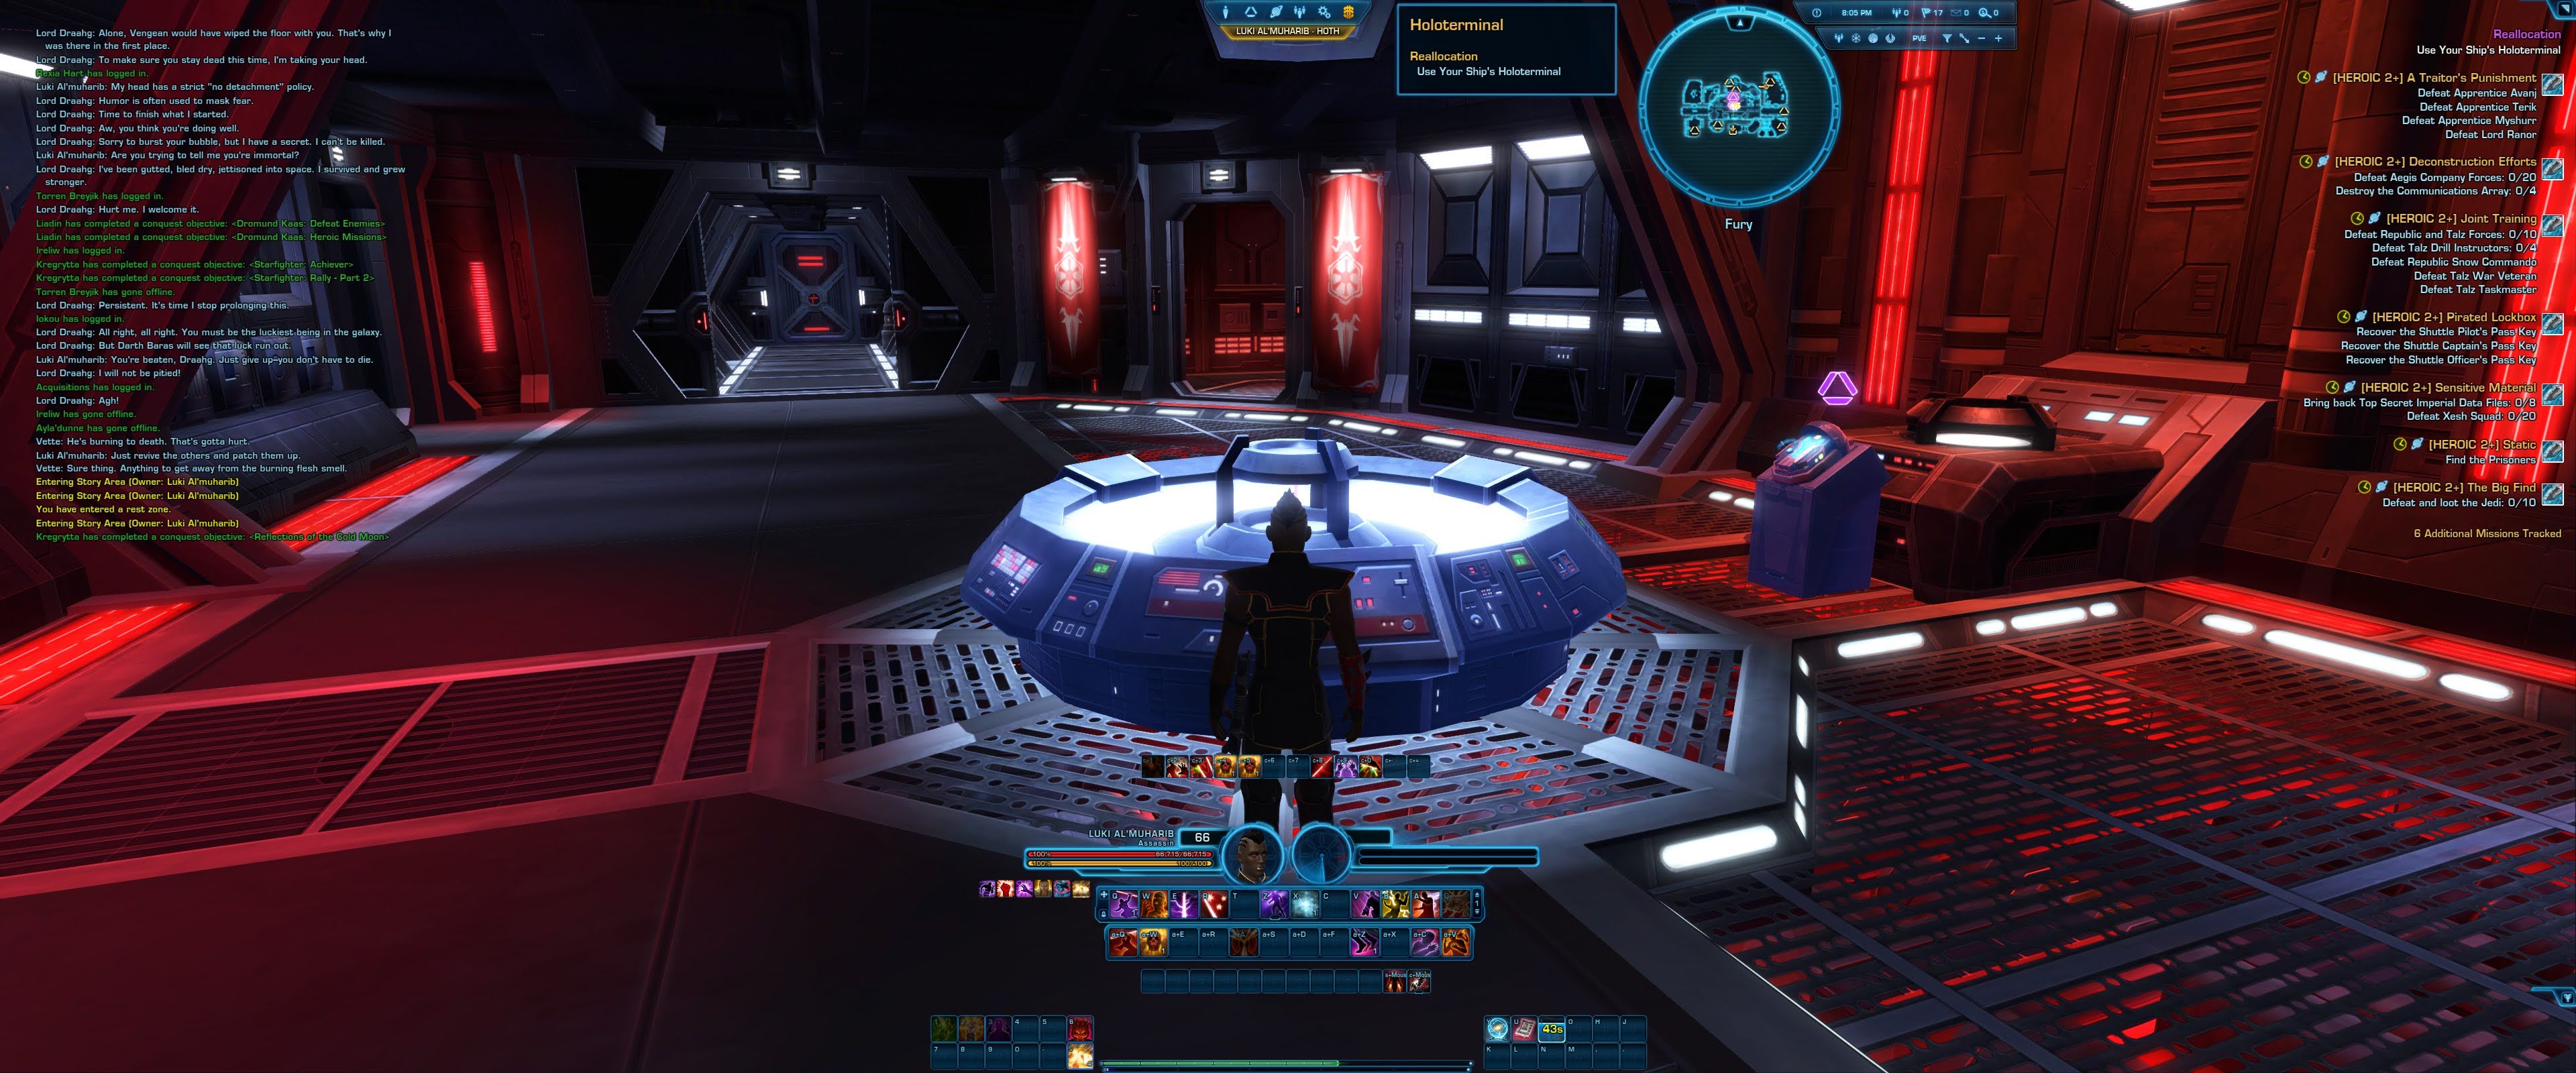 Lord Draahg: Alone, Vengean would have wiped the floor with you. That's why I
was there in the first place.
Lord Draahg: To make sure you stay dead this time, I'm taking your head.
Rexia Hart has logged in.
Luki Al'muharib: My head has a strict "no detachment" policy.
Lord Draahg: Humor is often used to mask fear.
Lord Draahg: Time to finish what I started.
Lord Draahg: Aw, you think you're doing well.
Lord Draahg: Sorry to burst your bubble, but I have a secret. I can't be killed.
Luki Al'muharib: Are you trying to tell me you're immortal?
Lord Draahg: I've been gutted, bled dry, jettisoned into space. I survived and grew
stronger.
Torren Breyjik has logged in.
Lord Draahg: Hurt me. I welcome it.
Liadin has completed a conquest objective: <Dromund Kaas: Defeat Enemies>
Liadin has completed a conquest objective: <Dromund Kaas: Heroic Missions>
Ireliw has logged in.
Kregrytta has completed a conquest objective: <Starfighter: Achiever>
Kregrytta has completed a conquest objective: <Starfighter: Rally - Part 2>
Torren Breyjik has gone offline.
Lord Draahg: Persistent. It's time I stop prolonging this.
Iokou has logged in.
Lord Draahg: All right, all right. You must be the luckiest being in the galaxy.
Lord Draahg: But Darth Baras will see that luck run out.
Luki Al'muharib: You're beaten, Draahg. Just give up—you don't have to die.
Lord Draahg: I will not be pitied!
Acquisitions has logged in.
Lord Draahg: Agh!
Ireliw has gone offline.
Ayla'dunne has gone offline.
Vette: He's burning to death. That's gotta hurt.
Luki Al'muharib: Just revive the others and patch them up.
Vette: Sure thing. Anything to get away from the burning flesh smell.
Entering Story Area (Owner: Luki Al'muharib)
Entering Story Area (Owner: Luki Al'muharib)
You have entered a rest zone.
Entering Story Area (Owner: Luki Al'muharib)
Kregrytta has completed a conquest objective: <Reflections of the Cold Moon>
LUKI AL'MUHARIB - HOTH
Holoterminal
Reallocation
Use Your Ship's Holoterminal
8:05 PM 0 17 0 0
PVE
Fury
Reallocation
Use Your Ship's Holoterminal
[HEROIC 2+] A Traitor's Punishment
Defeat Apprentice Avanj
Defeat Apprentice Terik
Defeat Apprentice Myshurr
Defeat Lord Ranor
[HEROIC 2+] Deconstruction Efforts
Defeat Aegis Company Forces: 0/20
Destroy the Communications Array: 0/4
[HEROIC 2+] Joint Training
Defeat Republic and Talz Forces: 0/10
Defeat Talz Drill Instructors: 0/4
Defeat Republic Snow Commando
Defeat Talz War Veteran
Defeat Talz Taskmaster
[HEROIC 2+] Pirated Lockbox
Recover the Shuttle Pilot's Pass Key
Recover the Shuttle Captain's Pass Key
Recover the Shuttle Officer's Pass Key
[HEROIC 2+] Sensitive Material
Bring back Top Secret Imperial Data Files: 0/8
Defeat Xesh Squad: 0/20
[HEROIC 2+] Static
Find the Prisoners
[HEROIC 2+] The Big Find
Defeat and loot the Jedi: 0/10
6 Additional Missions Tracked
LUKI AL'MUHARIB
Assassin
66
100% 66,715/66,715
100% 100/100
Q W E R T Z X C V A
a+Q a+W a+E a+R a+S a+D a+F a+Z a+X a+C a+V
4 5
7 8 9 0 -
U 43s O H J
K L N M , .